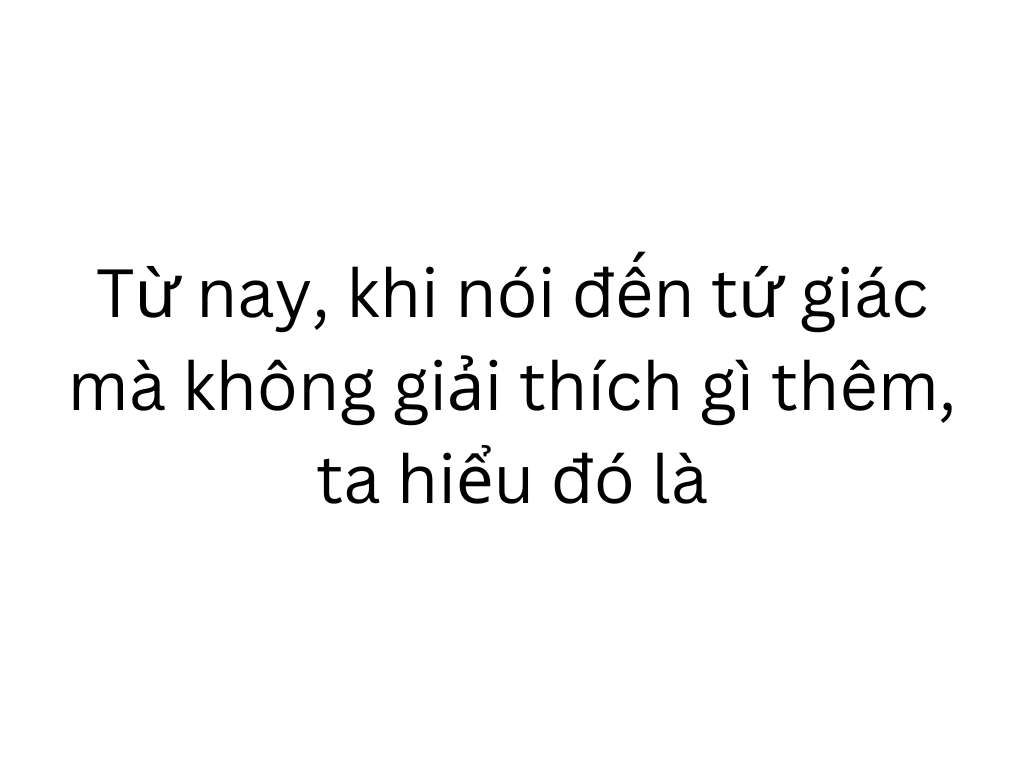 Từ nay, khi nói đến tứ giác
mà không giải thích gì thêm,
ta hiểu đó là